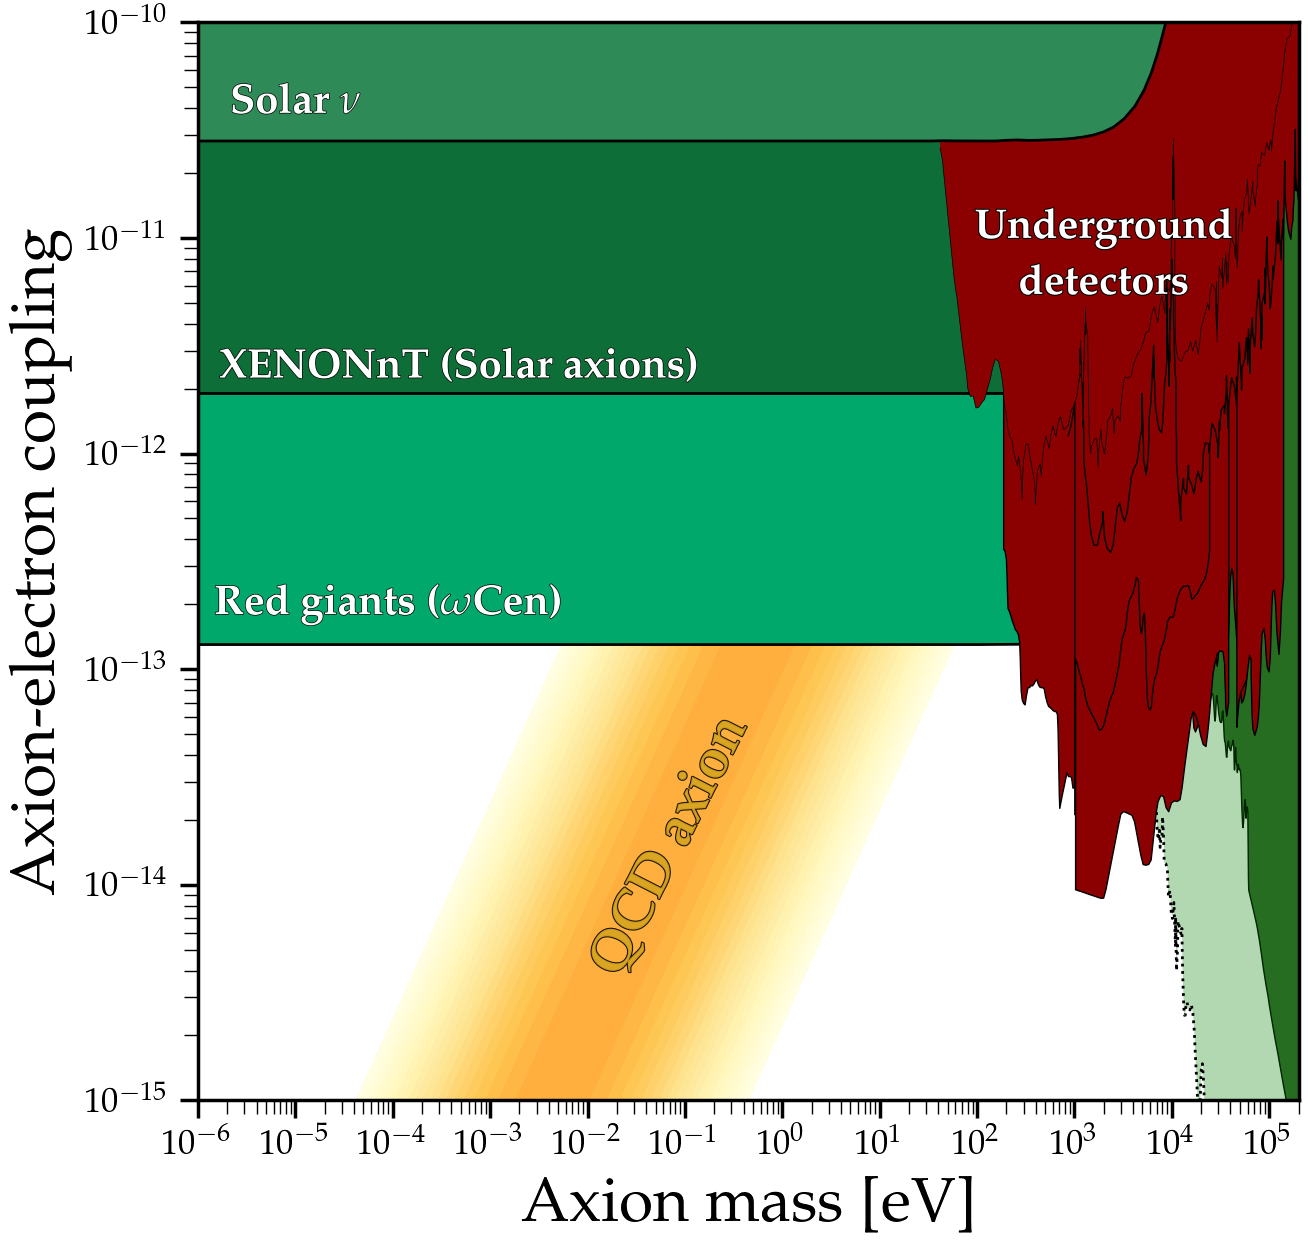 10⁻¹⁰
Solar ν
10⁻¹¹
Underground
detectors
XENONnT (Solar axions)
10⁻¹²
Red giants (ωCen)
10⁻¹³
QCD axion
10⁻¹⁴
10⁻¹⁵
Axion-electron coupling
10⁻⁶ 10⁻⁵ 10⁻⁴ 10⁻³ 10⁻² 10⁻¹ 10⁰ 10¹ 10² 10³ 10⁴ 10⁵
Axion mass [eV]